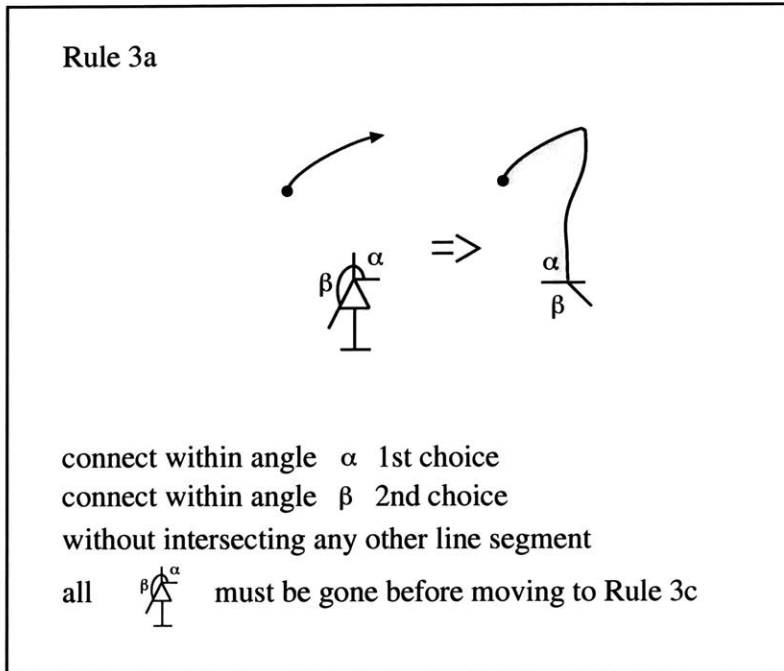 Rule 3a
α
β
=>
α
β
connect within angle α 1st choice
connect within angle β 2nd choice
without intersecting any other line segment
all β α must be gone before moving to Rule 3c